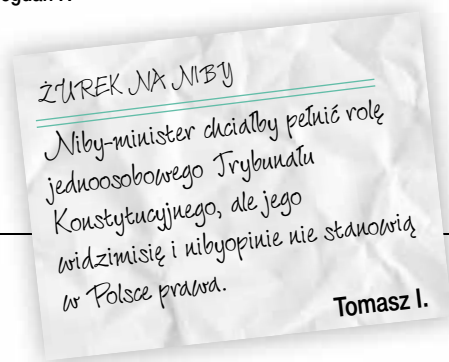 ŻUREK NA NIBY
Niby-minister chciałby pełnić rolę
jednoosobowego Trybunału
Konstytucyjnego, ale jego
widzimisię i nibyopinie nie stanowią
w Polsce prawa.
Tomasz I.